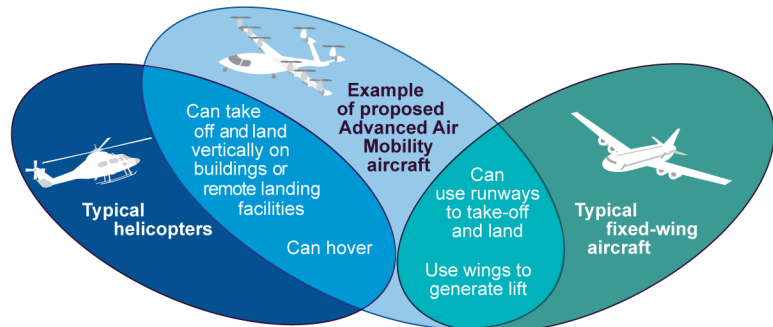 Typical
helicopters
Can take
off and land
vertically on
buildings or
remote landing
facilities
Can hover
Example
of proposed
Advanced Air
Mobility
aircraft
Can
use runways
to take-off
and land
Use wings to
generate lift
Typical
fixed-wing
aircraft